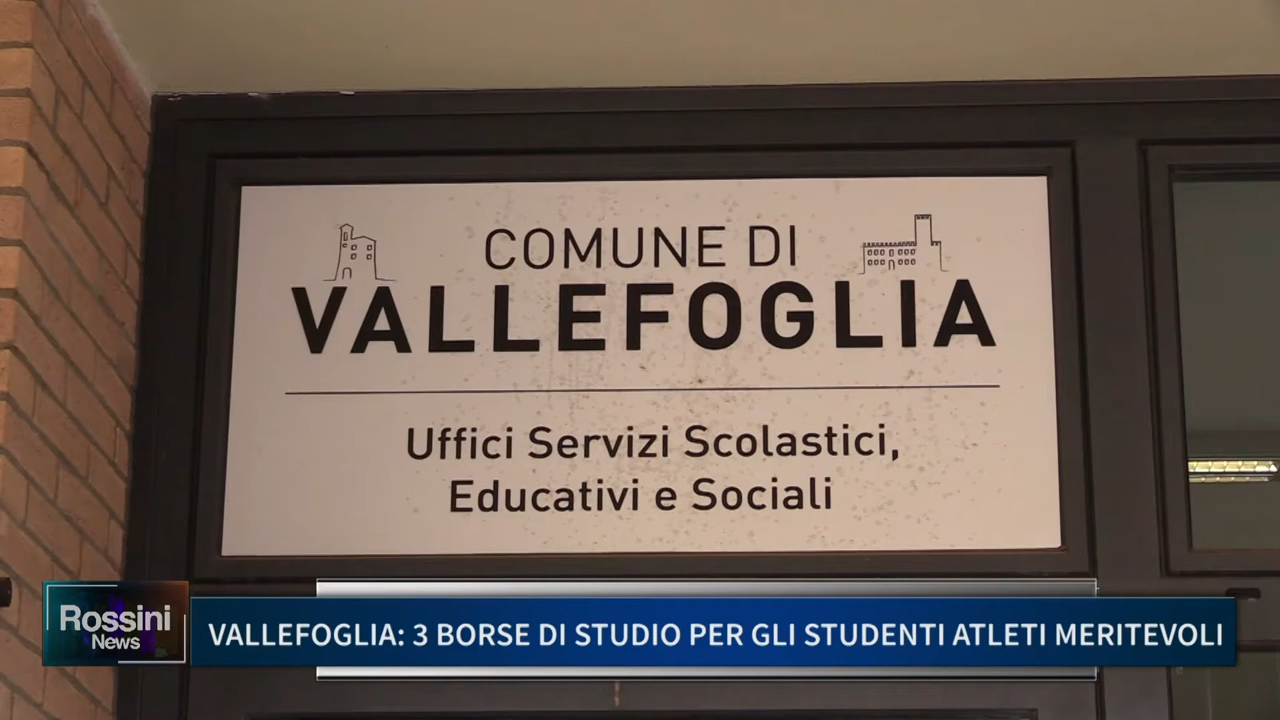 COMUNE DI
VALLEFOGLIA
Uffici Servizi Scolastici,
Educativi e Sociali
Rossini
News
VALLEFOGLIA: 3 BORSE DI STUDIO PER GLI STUDENTI ATLETI MERITEVOLI